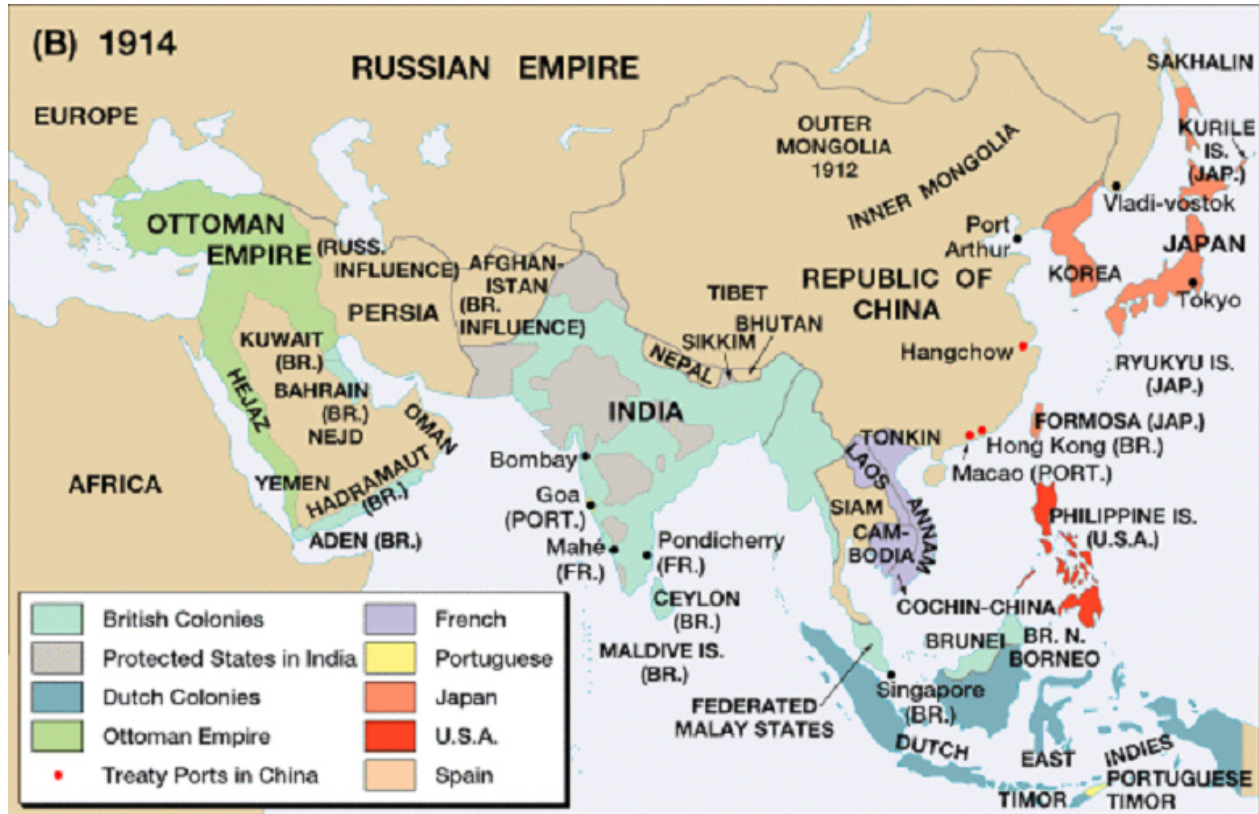 (B) 1914
RUSSIAN EMPIRE
EUROPE
SAKHALIN
KURILE
IS.
(JAP.)
OUTER
MONGOLIA
1912
INNER MONGOLIA
Vladi-vostok
Port
Arthur
JAPAN
KOREA
Tokyo
OTTOMAN
EMPIRE
(RUSS.
INFLUENCE)
PERSIA
AFGHAN-
ISTAN
(BR.
INFLUENCE)
REPUBLIC OF
CHINA
TIBET
BHUTAN
SIKKIM
NEPAL
Hangchow
RYUKYU IS.
(JAP.)
KUWAIT
(BR.)
BAHRAIN
(BR.)
NEJD
HEJAZ
OMAN
YEMEN
HADRAMAUT
(BR.)
ADEN (BR.)
AFRICA
INDIA
Bombay
Goa
(PORT.)
Mahé
(FR.)
Pondicherry
(FR.)
CEYLON
(BR.)
MALDIVE IS.
(BR.)
FORMOSA (JAP.)
Hong Kong (BR.)
Macao (PORT.)
TONKIN
LAOS
ANNAM
SIAM
CAM-
BODIA
COCHIN-CHINA
PHILIPPINE IS.
(U.S.A.)
BRUNEI
BR. N.
BORNEO
Singapore
(BR.)
FEDERATED
MALAY STATES
DUTCH EAST INDIES
TIMOR
PORTUGUESE
TIMOR
British Colonies
Protected States in India
Dutch Colonies
Ottoman Empire
Treaty Ports in China
French
Portuguese
Japan
U.S.A.
Spain